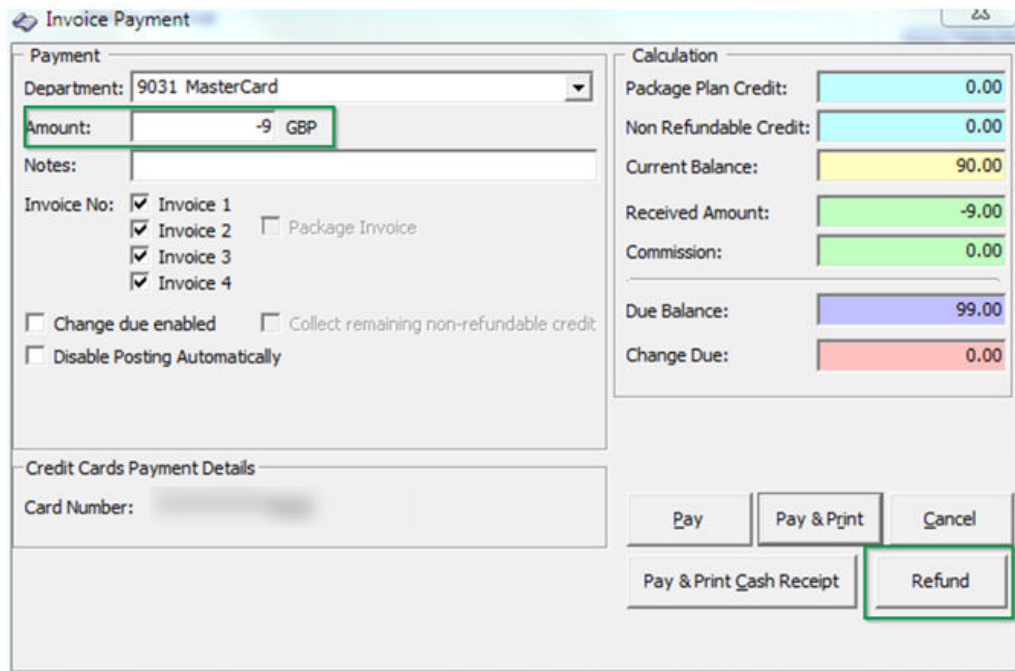 Invoice Payment
Payment
Department: 9031 MasterCard
Amount: -9 GBP
Notes:
Invoice No: Invoice 1
Invoice 2 Package Invoice
Invoice 3
Invoice 4
Change due enabled Collect remaining non-refundable credit
Disable Posting Automatically
Credit Cards Payment Details
Card Number:
Calculation
Package Plan Credit: 0.00
Non Refundable Credit: 0.00
Current Balance: 90.00
Received Amount: -9.00
Commission: 0.00
Due Balance: 99.00
Change Due: 0.00
Pay Pay & Print Cancel
Pay & Print Cash Receipt Refund